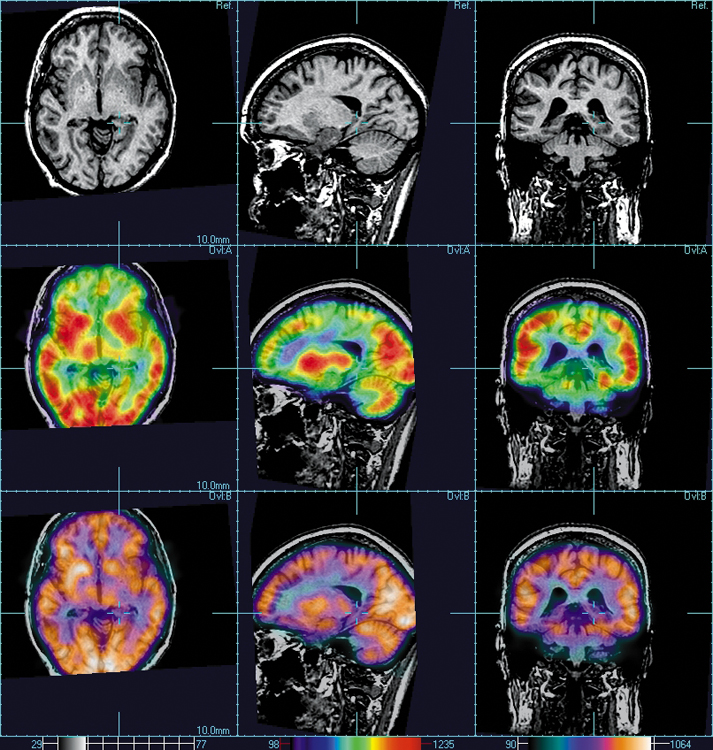 Ref. Ref. Ref.
10.0mm
Ovl:A Ovl:A Ovl:A
10.0mm
Ovl:B Ovl:B Ovl:B
10.0mm
29 77 98 1235 90 1064